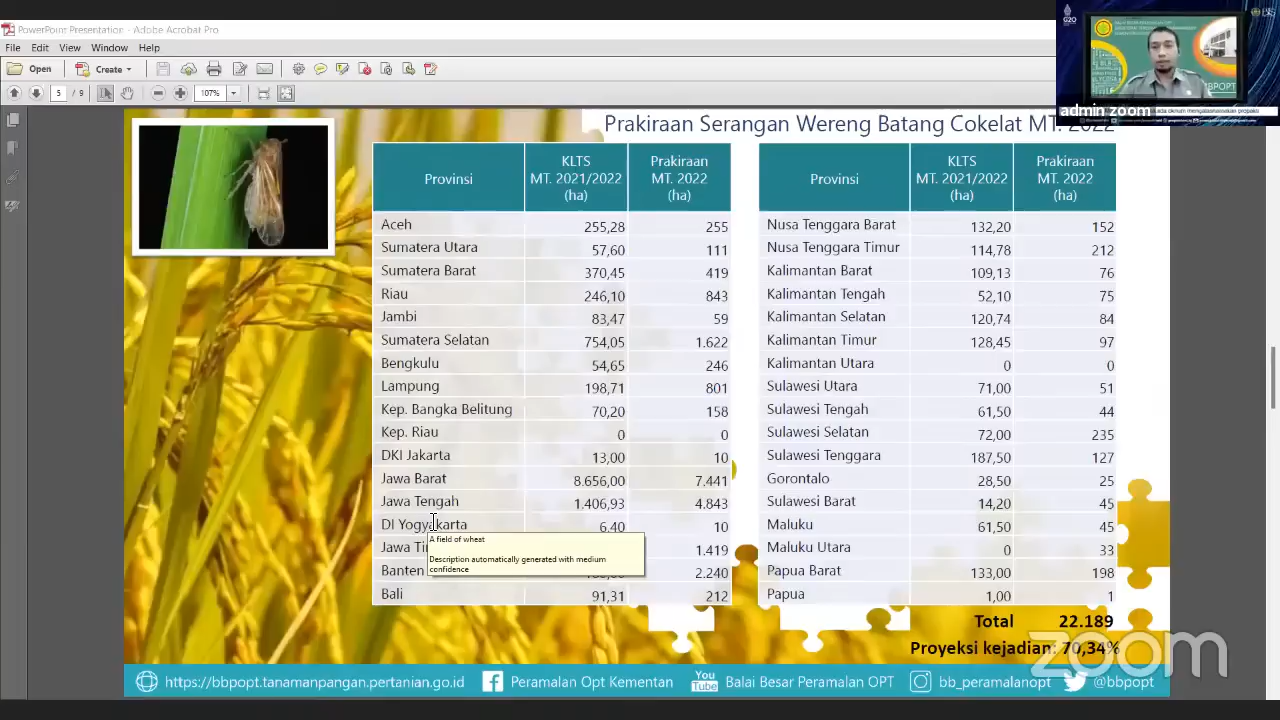 PowerPoint Presentation - Adobe Acrobat Pro
File Edit View Window Help
Open Create
5 / 9 107%
G20
BBPOPT
admin zoom
Prakiraan Serangan Wereng Batang Cokelat MT. 2022
Provinsi KLTS MT. 2021/2022 (ha) Prakiraan MT. 2022 (ha)
Aceh 255,28 255
Sumatera Utara 57,60 111
Sumatera Barat 370,45 419
Riau 246,10 843
Jambi 83,47 59
Sumatera Selatan 754,05 1.622
Bengkulu 54,65 246
Lampung 198,71 801
Kep. Bangka Belitung 70,20 158
Kep. Riau 0 0
DKI Jakarta 13,00 10
Jawa Barat 8.656,00 7.441
Jawa Tengah 1.406,93 4.843
DI Yogyakarta 6,40 10
Jawa 1.419
Banten 2.240
Bali 91,31 212
A field of wheat
Description automatically generated with medium
confidence
Provinsi KLTS MT. 2021/2022 (ha) Prakiraan MT. 2022 (ha)
Nusa Tenggara Barat 132,20 152
Nusa Tenggara Timur 114,78 212
Kalimantan Barat 109,13 76
Kalimantan Tengah 52,10 75
Kalimantan Selatan 120,74 84
Kalimantan Timur 128,45 97
Kalimantan Utara 0 0
Sulawesi Utara 71,00 51
Sulawesi Tengah 61,50 44
Sulawesi Selatan 72,00 235
Sulawesi Tenggara 187,50 127
Gorontalo 28,50 25
Sulawesi Barat 14,20 45
Maluku 61,50 45
Maluku Utara 0 33
Papua Barat 133,00 198
Papua 1,00 1
Total 22.189
Proyeksi kejadian: 70,34%
zoom
https://bbpopt.tanamanpangan.pertanian.go.id Peramalan Opt Kementan You Tube Balai Besar Peramalan OPT bb_peramalanopt @bbpopt